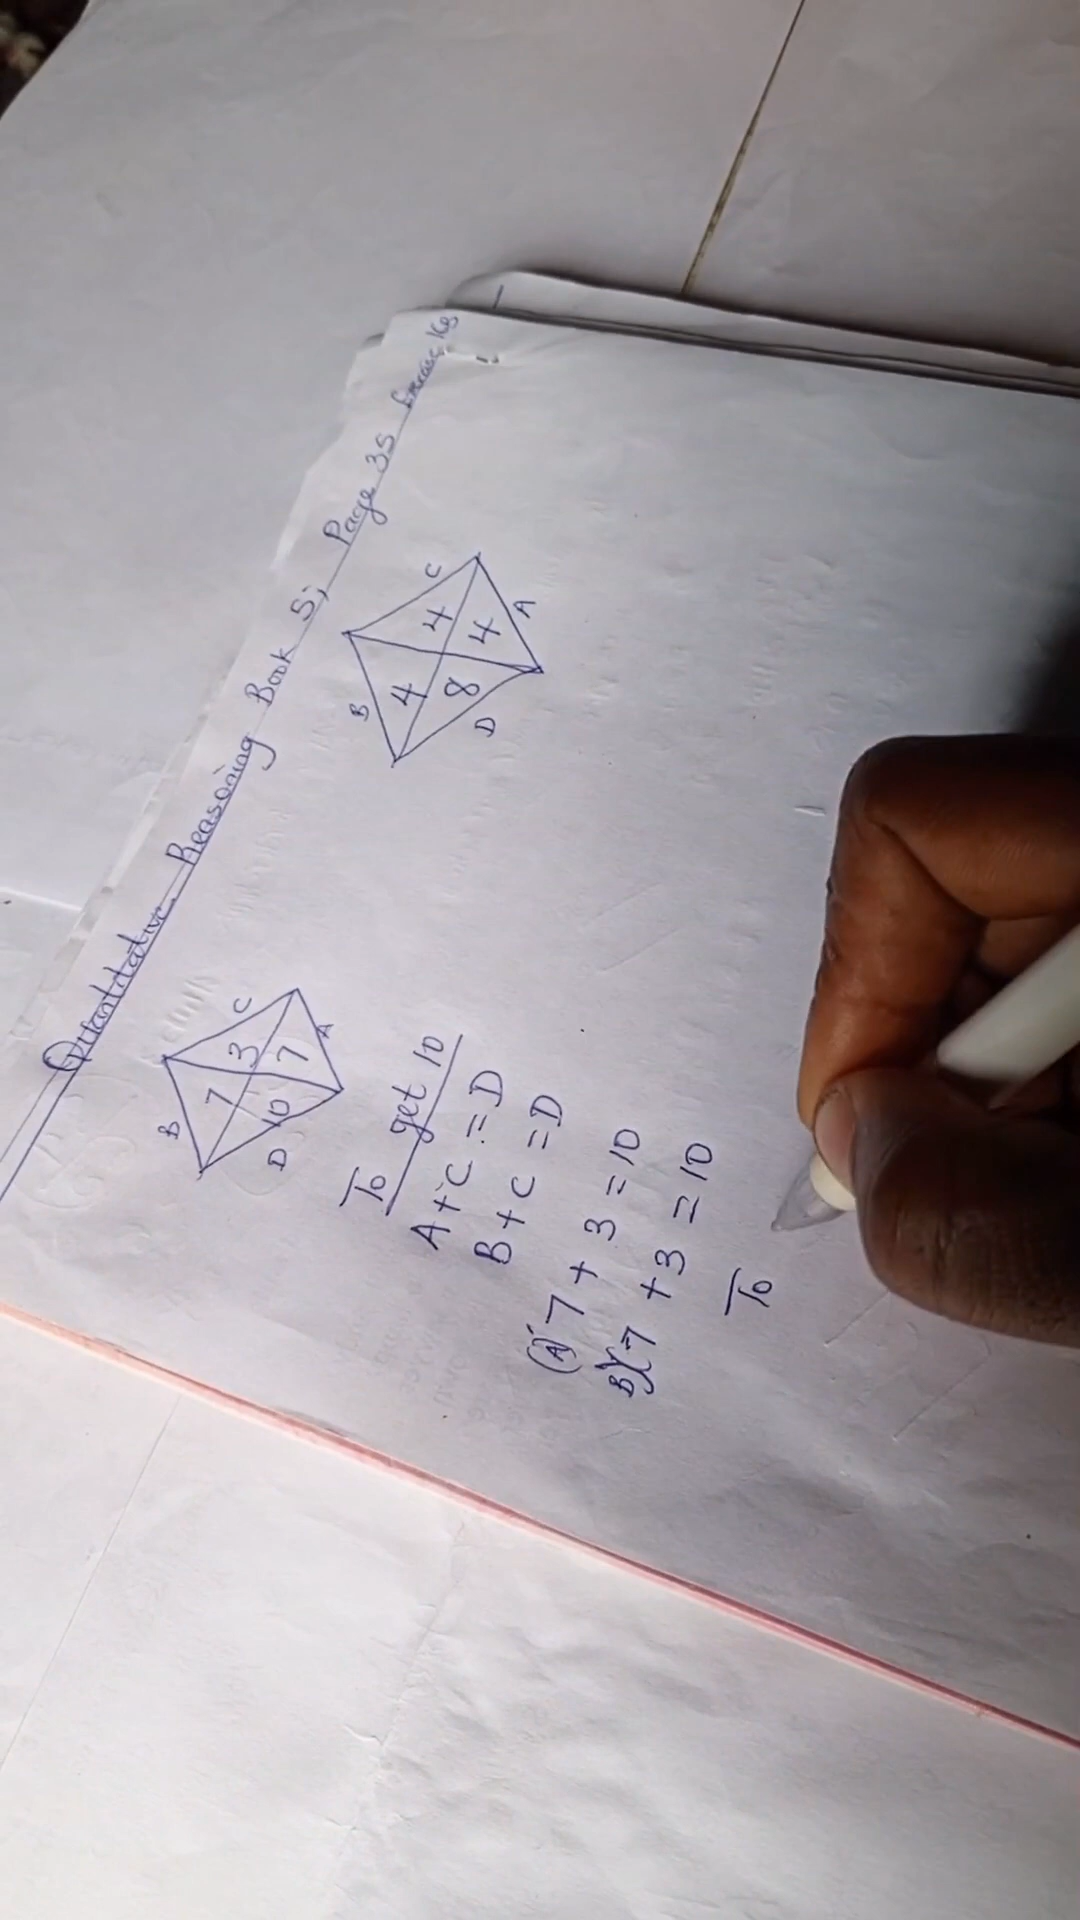 Quantitative Reasoning Book 5; Page 35
B C
7 3
10 7
D A
B C
4 4
8 4
D A
To get 10
A+C = D
B+C = D
(A) 7 + 3 = 10
B) 7 + 3 = 10
To